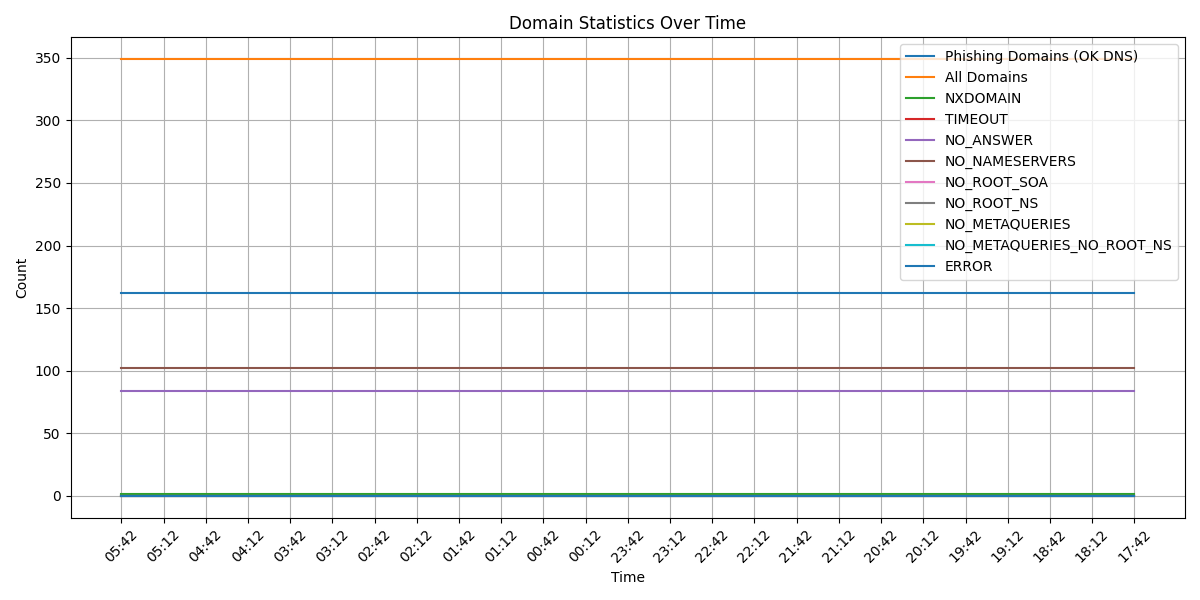 Domain Statistics Over Time
Count
350
300
250
200
150
100
50
0
Phishing Domains (OK DNS)
All Domains
NXDOMAIN
TIMEOUT
NO_ANSWER
NO_NAMESERVERS
NO_ROOT_SOA
NO_ROOT_NS
NO_METAQUERIES
NO_METAQUERIES_NO_ROOT_NS
ERROR
05:42
05:12
04:42
04:12
03:42
03:12
02:42
02:12
01:42
01:12
00:42
00:12
23:42
23:12
22:42
22:12
21:42
21:12
20:42
20:12
19:42
19:12
18:42
18:12
17:42
Time